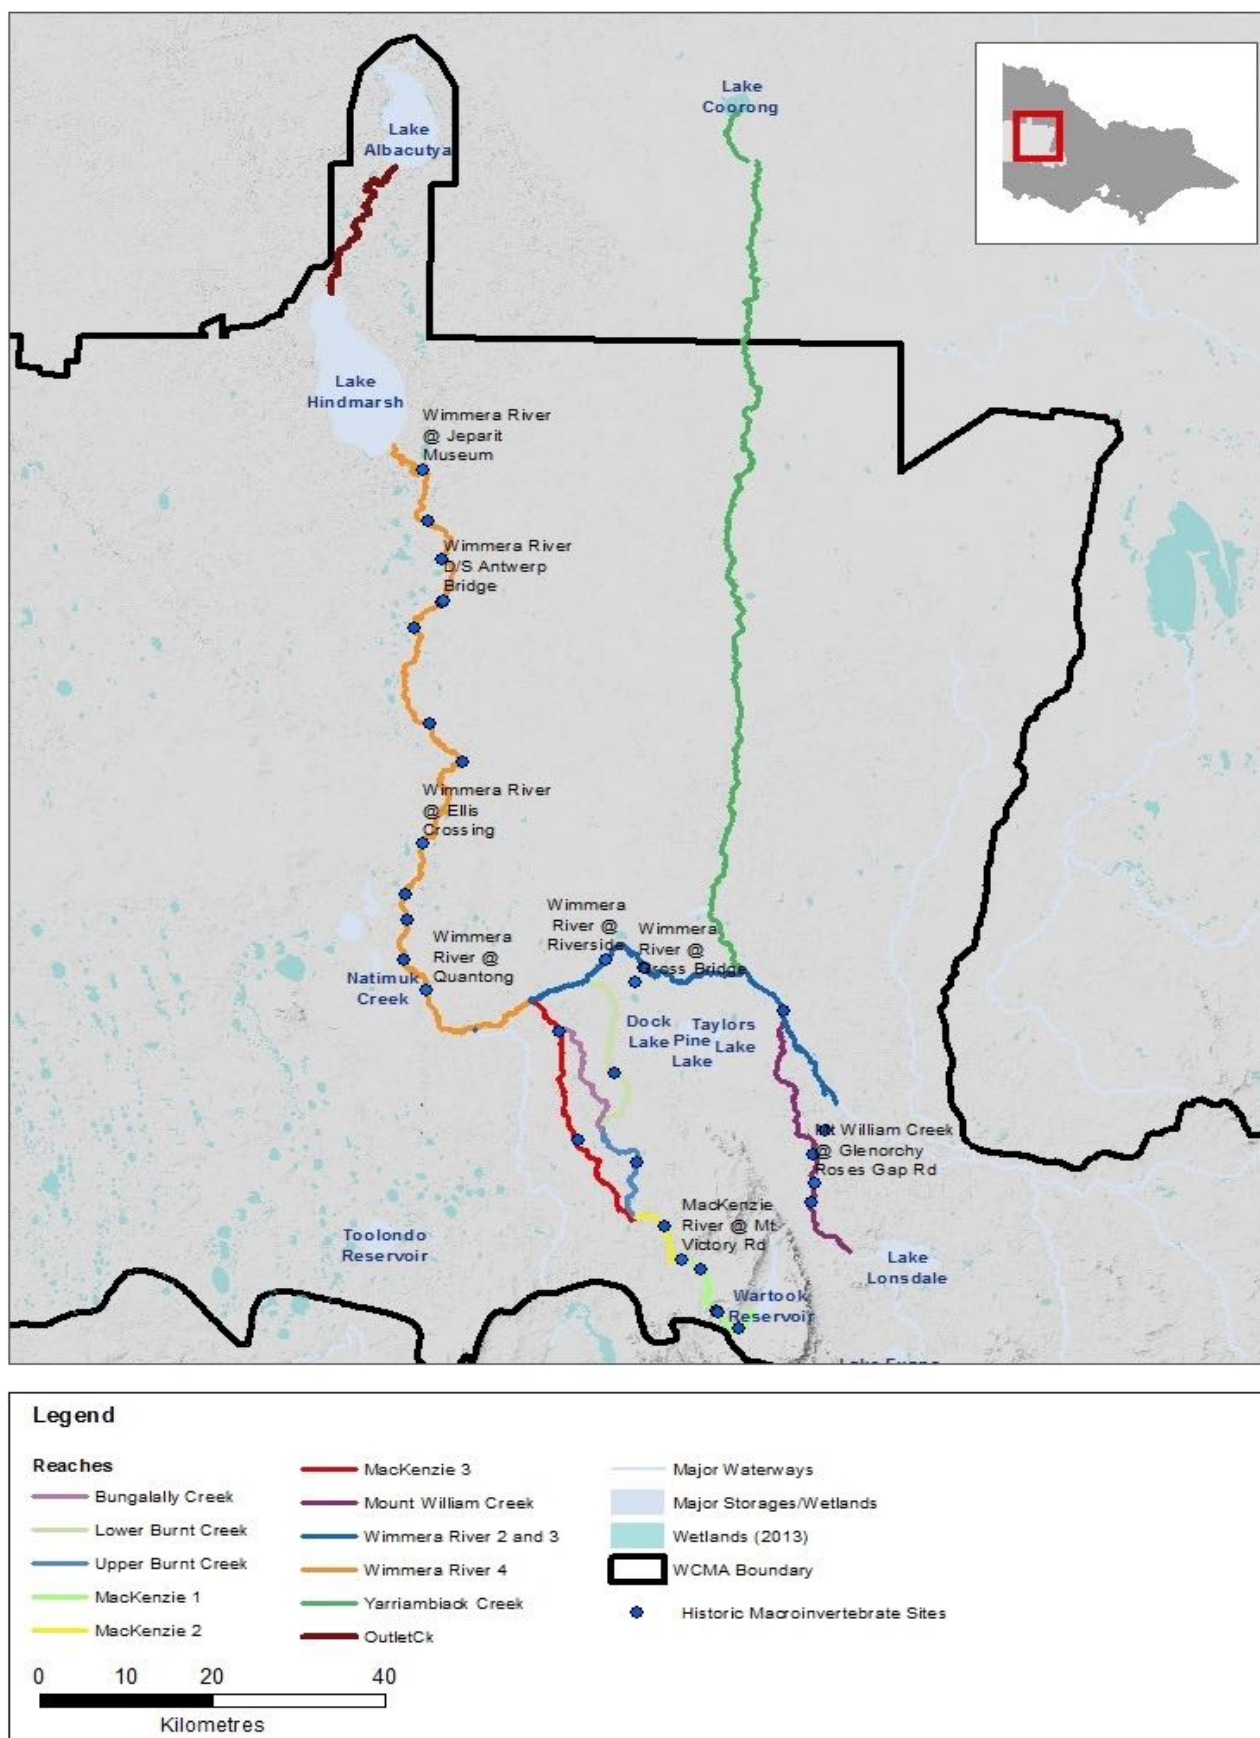 Lake
Coorong
Lake
Albacutya
Lake
Hindmarsh
Wimmera River
@ Jeparit
Museum
Wimmera River
D/S Antwerp
Bridge
Wimmera River
@ Ellis
Crossing
Wimmera
River @
Riverside
Wimmera
River @
Gross Bridge
Wimmera
River @
Quantong
Natimuk
Creek
Dock
Lake
Pine
Lake
Taylors
Lake
Mt William Creek
@ Glenorchy
Roses Gap Rd
MacKenzie
River @ Mt
Victory Rd
Toolondo
Reservoir
Lake
Lonsdale
Wartook
Reservoir
Legend
Reaches
Bungalally Creek
Lower Burnt Creek
Upper Burnt Creek
MacKenzie 1
MacKenzie 2
MacKenzie 3
Mount William Creek
Wimmera River 2 and 3
Wimmera River 4
Yarriambiack Creek
OutletCk
Major Waterways
Major Storages/Wetlands
Wetlands (2013)
WCMA Boundary
Historic Macroinvertebrate Sites
0 10 20 40
Kilometres